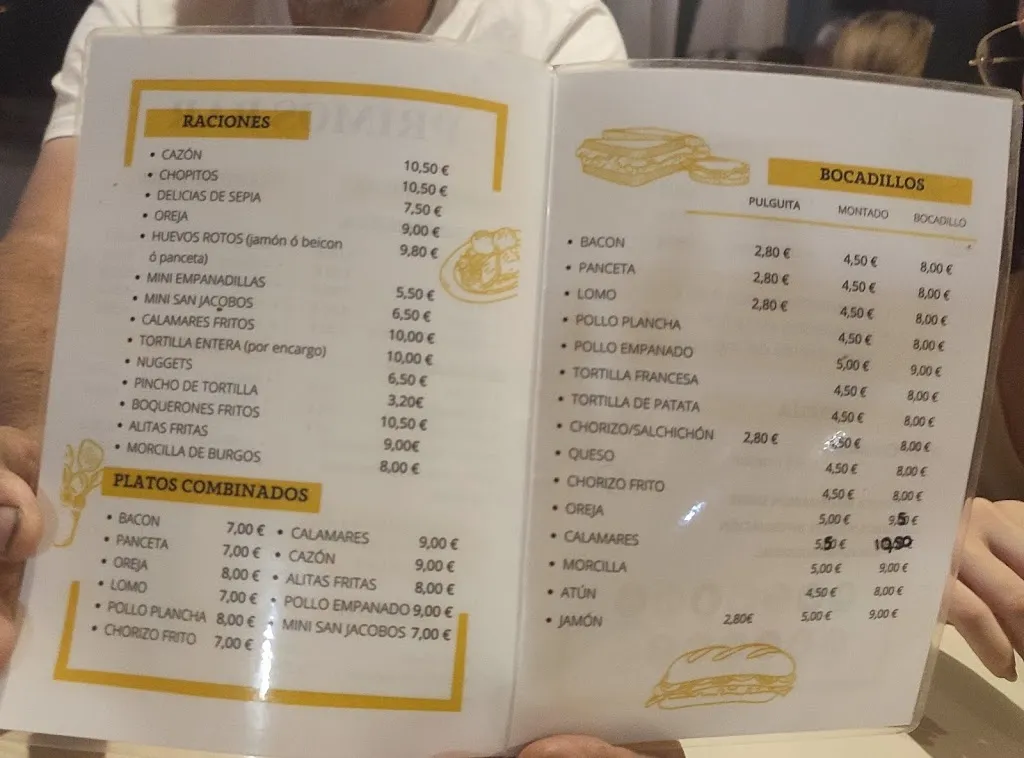 RACIONES
• CAZÓN 10,50 €
• CHOPITOS 10,50 €
• DELICIAS DE SEPIA 7,50 €
• OREJA 9,00 €
• HUEVOS ROTOS (jamón ó beicon 9,80 €
ó panceta)
• MINI EMPANADILLAS 5,50 €
• MINI SAN JACOBOS 6,50 €
• CALAMARES FRITOS 10,00 €
• TORTILLA ENTERA (por encargo) 10,00 €
• NUGGETS 6,50 €
• PINCHO DE TORTILLA 3,20€
• BOQUERONES FRITOS 10,50 €
• ALITAS FRITAS 9,00€
• MORCILLA DE BURGOS 8,00 €
PLATOS COMBINADOS
• BACON 7,00 € • CALAMARES 9,00 €
• PANCETA 7,00 € • CAZÓN 9,00 €
• OREJA 8,00 € • ALITAS FRITAS 8,00 €
• LOMO 7,00 € • POLLO EMPANADO 9,00 €
• POLLO PLANCHA 8,00 € • MINI SAN JACOBOS 7,00 €
• CHORIZO FRITO 7,00 €
BOCADILLOS
PULGUITA MONTADO BOCADILLO
• BACON 2,80 € 4,50 € 8,00 €
• PANCETA 2,80 € 4,50 € 8,00 €
• LOMO 2,80 € 4,50 € 8,00 €
• POLLO PLANCHA 4,50 € 8,00 €
• POLLO EMPANADO 5,00 € 9,00 €
• TORTILLA FRANCESA 4,50 € 8,00 €
• TORTILLA DE PATATA 4,50 € 8,00 €
• CHORIZO/SALCHICHÓN 2,80 € 4,50 € 8,00 €
• QUESO 4,50 € 8,00 €
• CHORIZO FRITO 4,50 € 8,00 €
• OREJA 5,00 € 9,50 €
• CALAMARES 5,50 € 10,50
• MORCILLA 5,00 € 9,00 €
• ATÚN 4,50 € 8,00 €
• JAMÓN 2,80€ 5,00 € 9,00 €